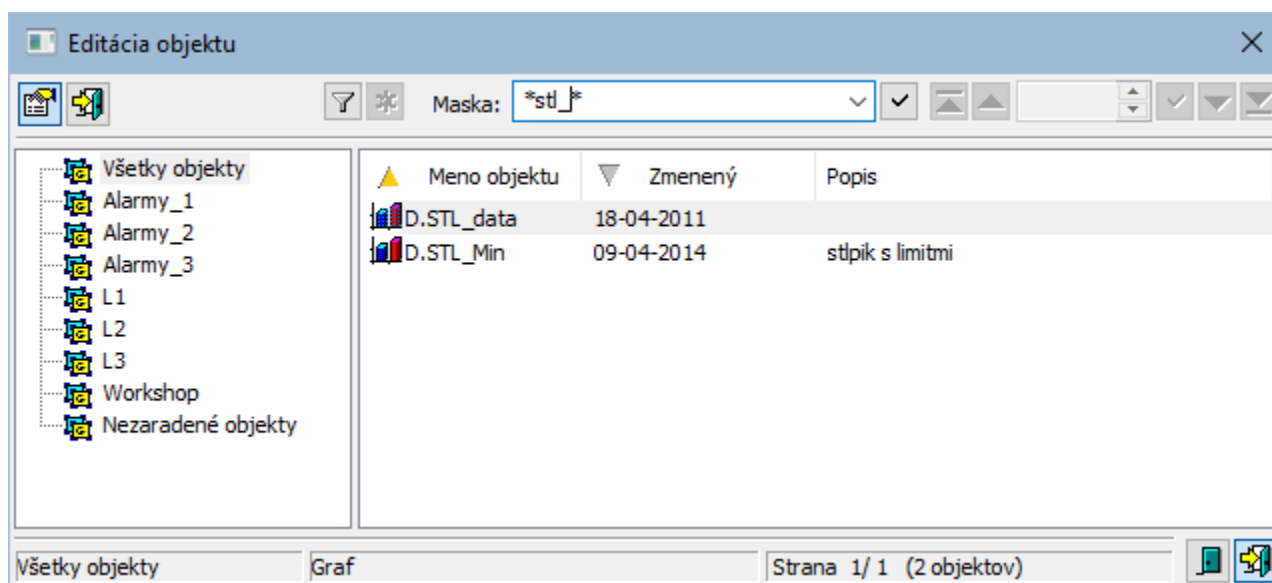 Editácia objektu
Maska: *stl_*
Všetky objekty
Alarmy_1
Alarmy_2
Alarmy_3
L1
L2
L3
Workshop
Nezaradené objekty
Meno objektu Zmenený Popis
D.STL_data 18-04-2011
D.STL_Min 09-04-2014 stlpik s limitmi
Všetky objekty Graf Strana 1/ 1 (2 objektov)